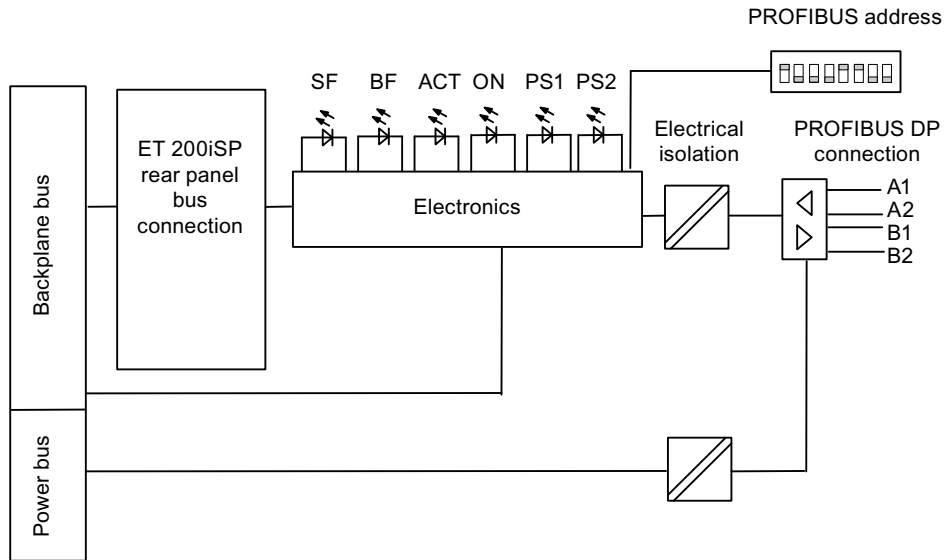 PROFIBUS address
SF BF ACT ON PS1 PS2
Electrical
isolation
PROFIBUS DP
connection
ET 200iSP
rear panel
bus
connection
Backplane bus
Electronics
A1
A2
B1
B2
Power bus